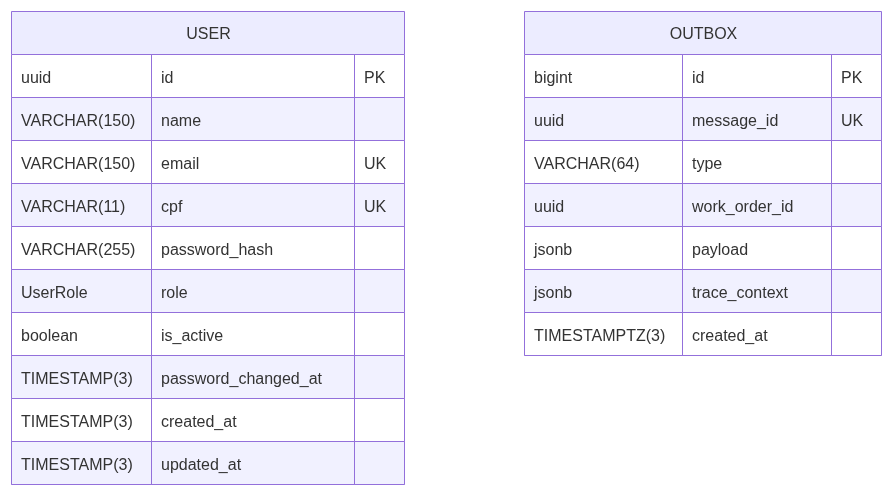 USER
uuid id PK
VARCHAR(150) name
VARCHAR(150) email UK
VARCHAR(11) cpf UK
VARCHAR(255) password_hash
UserRole role
boolean is_active
TIMESTAMP(3) password_changed_at
TIMESTAMP(3) created_at
TIMESTAMP(3) updated_at
OUTBOX
bigint id PK
uuid message_id UK
VARCHAR(64) type
uuid work_order_id
jsonb payload
jsonb trace_context
TIMESTAMPTZ(3) created_at